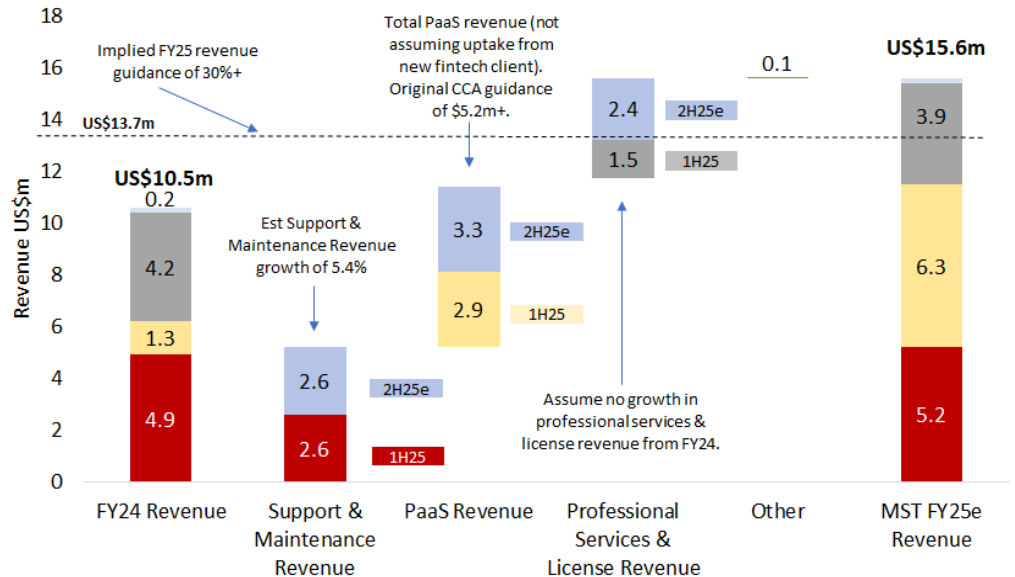 18
16
14
12
10
8
6
4
2
0
Revenue US$m
Implied FY25 revenue
guidance of 30%+
US$13.7m
US$10.5m
0.2
4.2
1.3
4.9
FY24 Revenue
Est Support &
Maintenance Revenue
growth of 5.4%
2.6
2.6
2H25e
1H25
Support &
Maintenance
Revenue
Total PaaS revenue (not
assuming uptake from
new fintech client).
Original CCA guidance
of $5.2m+.
3.3
2.9
2H25e
1H25
PaaS Revenue
2.4
1.5
2H25e
1H25
Assume no growth in
professional services &
license revenue from FY24.
Professional
Services &
License Revenue
0.1
Other
US$15.6m
3.9
6.3
5.2
MST FY25e
Revenue